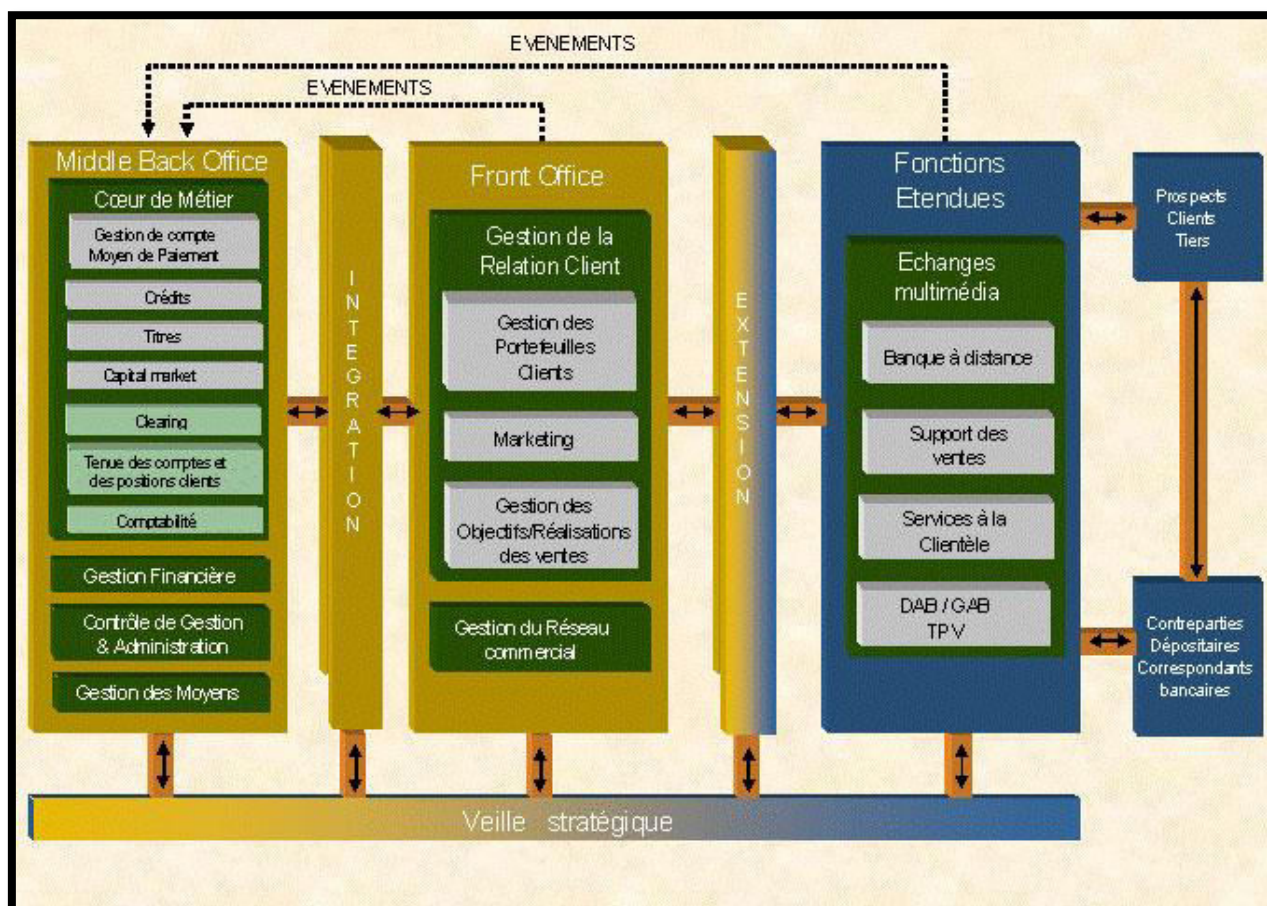 EVENEMENTS
EVENEMENTS
Middle Back Office
Cœur de Métier
Gestion de compte
Moyen de Paiement
Crédits
Titres
Capital market
Clearing
Tenue des comptes et
des positions clients
Comptabilité
Gestion Financière
Contrôle de Gestion
& Administration
Gestion des Moyens
INTEGRATION
Front Office
Gestion de la
Relation Client
Gestion des
Portefeuilles
Clients
Marketing
Gestion des
Objectifs/Réalisations
des ventes
Gestion du Réseau
commercial
EXTENSION
Fonctions
Etendues
Echanges
multimédia
Banque à distance
Support des
ventes
Services à la
Clientèle
DAB / GAB
TPV
Prospects
Clients
Tiers
Contreparties
Dépositaires
Correspondants
bancaires
Veille stratégique